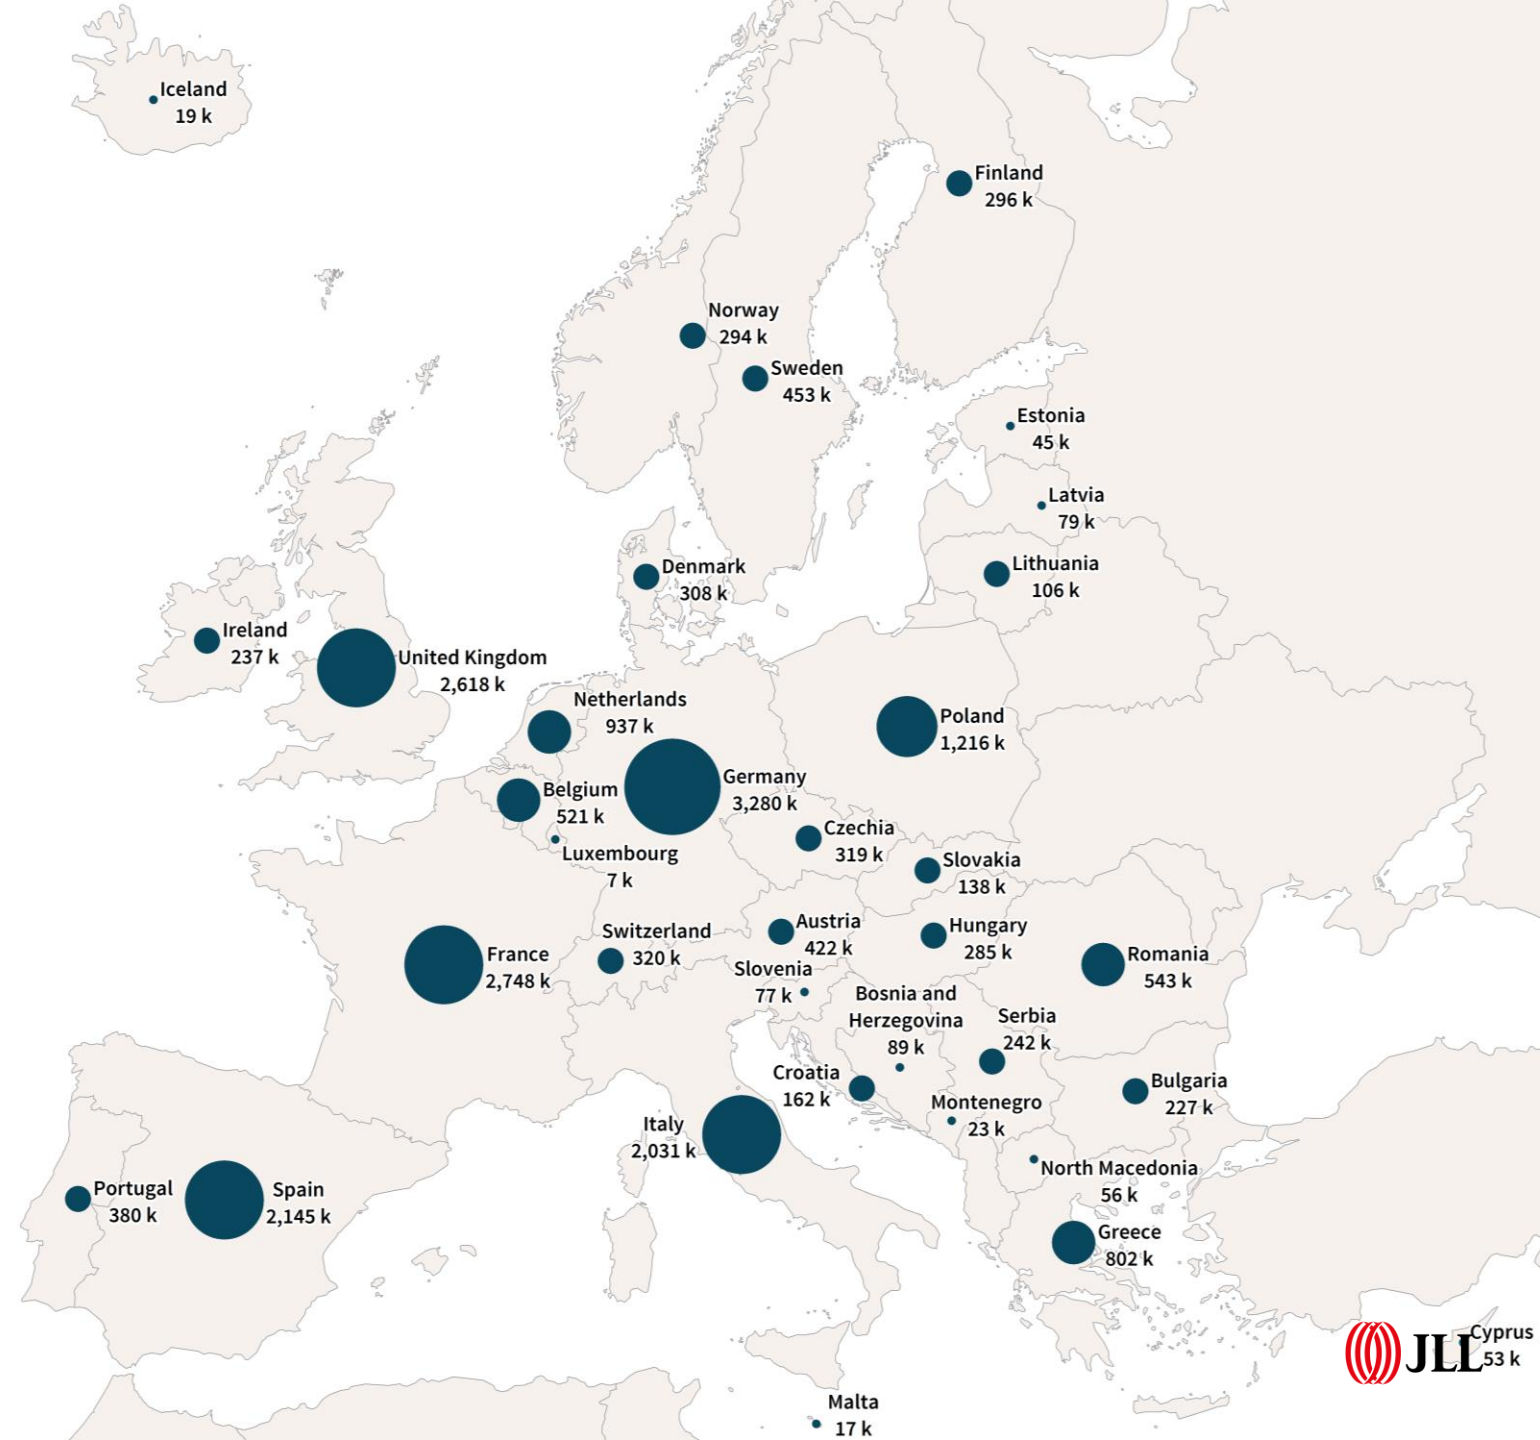 Iceland
19 k
Finland
296 k
Norway
294 k
Sweden
453 k
Estonia
45 k
Latvia
79 k
Lithuania
106 k
Denmark
308 k
Ireland
237 k
United Kingdom
2,618 k
Netherlands
937 k
Poland
1,216 k
Germany
3,280 k
Belgium
521 k
Luxembourg
7 k
Czechia
319 k
Slovakia
138 k
Austria
422 k
Hungary
285 k
Switzerland
320 k
France
2,748 k
Romania
543 k
Slovenia
77 k
Bosnia and
Herzegovina
89 k
Serbia
242 k
Croatia
162 k
Bulgaria
227 k
Montenegro
23 k
Italy
2,031 k
North Macedonia
56 k
Portugal
380 k
Spain
2,145 k
Greece
802 k
JLL
Cyprus
53 k
Malta
17 k